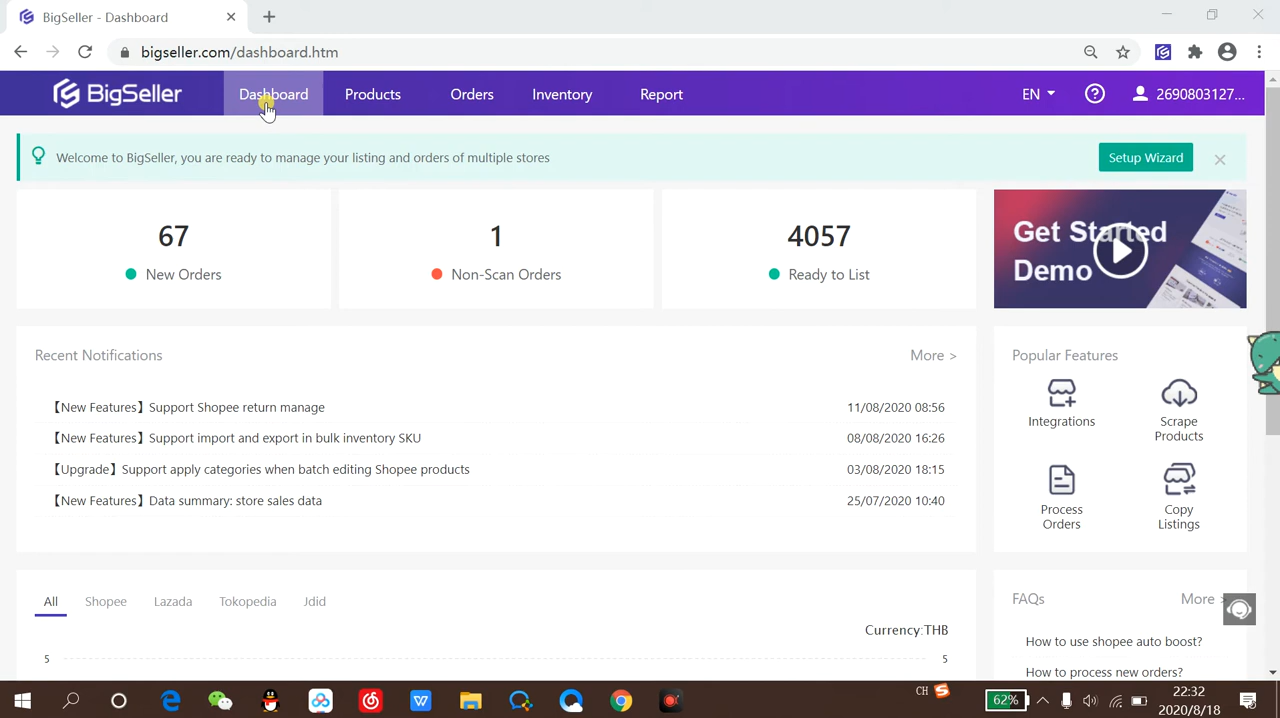 BigSeller - Dashboard
bigseller.com/dashboard.htm
BigSeller
Dashboard
Products
Orders
Inventory
Report
EN
2690803127...
Welcome to BigSeller, you are ready to manage your listing and orders of multiple stores
Setup Wizard
67
New Orders
1
Non-Scan Orders
4057
Ready to List
Get Started
Demo
Recent Notifications
More >
【New Features】Support Shopee return manage
11/08/2020 08:56
【New Features】Support import and export in bulk inventory SKU
08/08/2020 16:26
【Upgrade】Support apply categories when batch editing Shopee products
03/08/2020 18:15
【New Features】Data summary: store sales data
25/07/2020 10:40
Popular Features
Integrations
Scrape
Products
Process
Orders
Copy
Listings
All
Shopee
Lazada
Tokopedia
Jdid
Currency:THB
5
5
FAQs
More >
How to use shopee auto boost?
How to process new orders?
CH
62%
22:32
2020/8/18